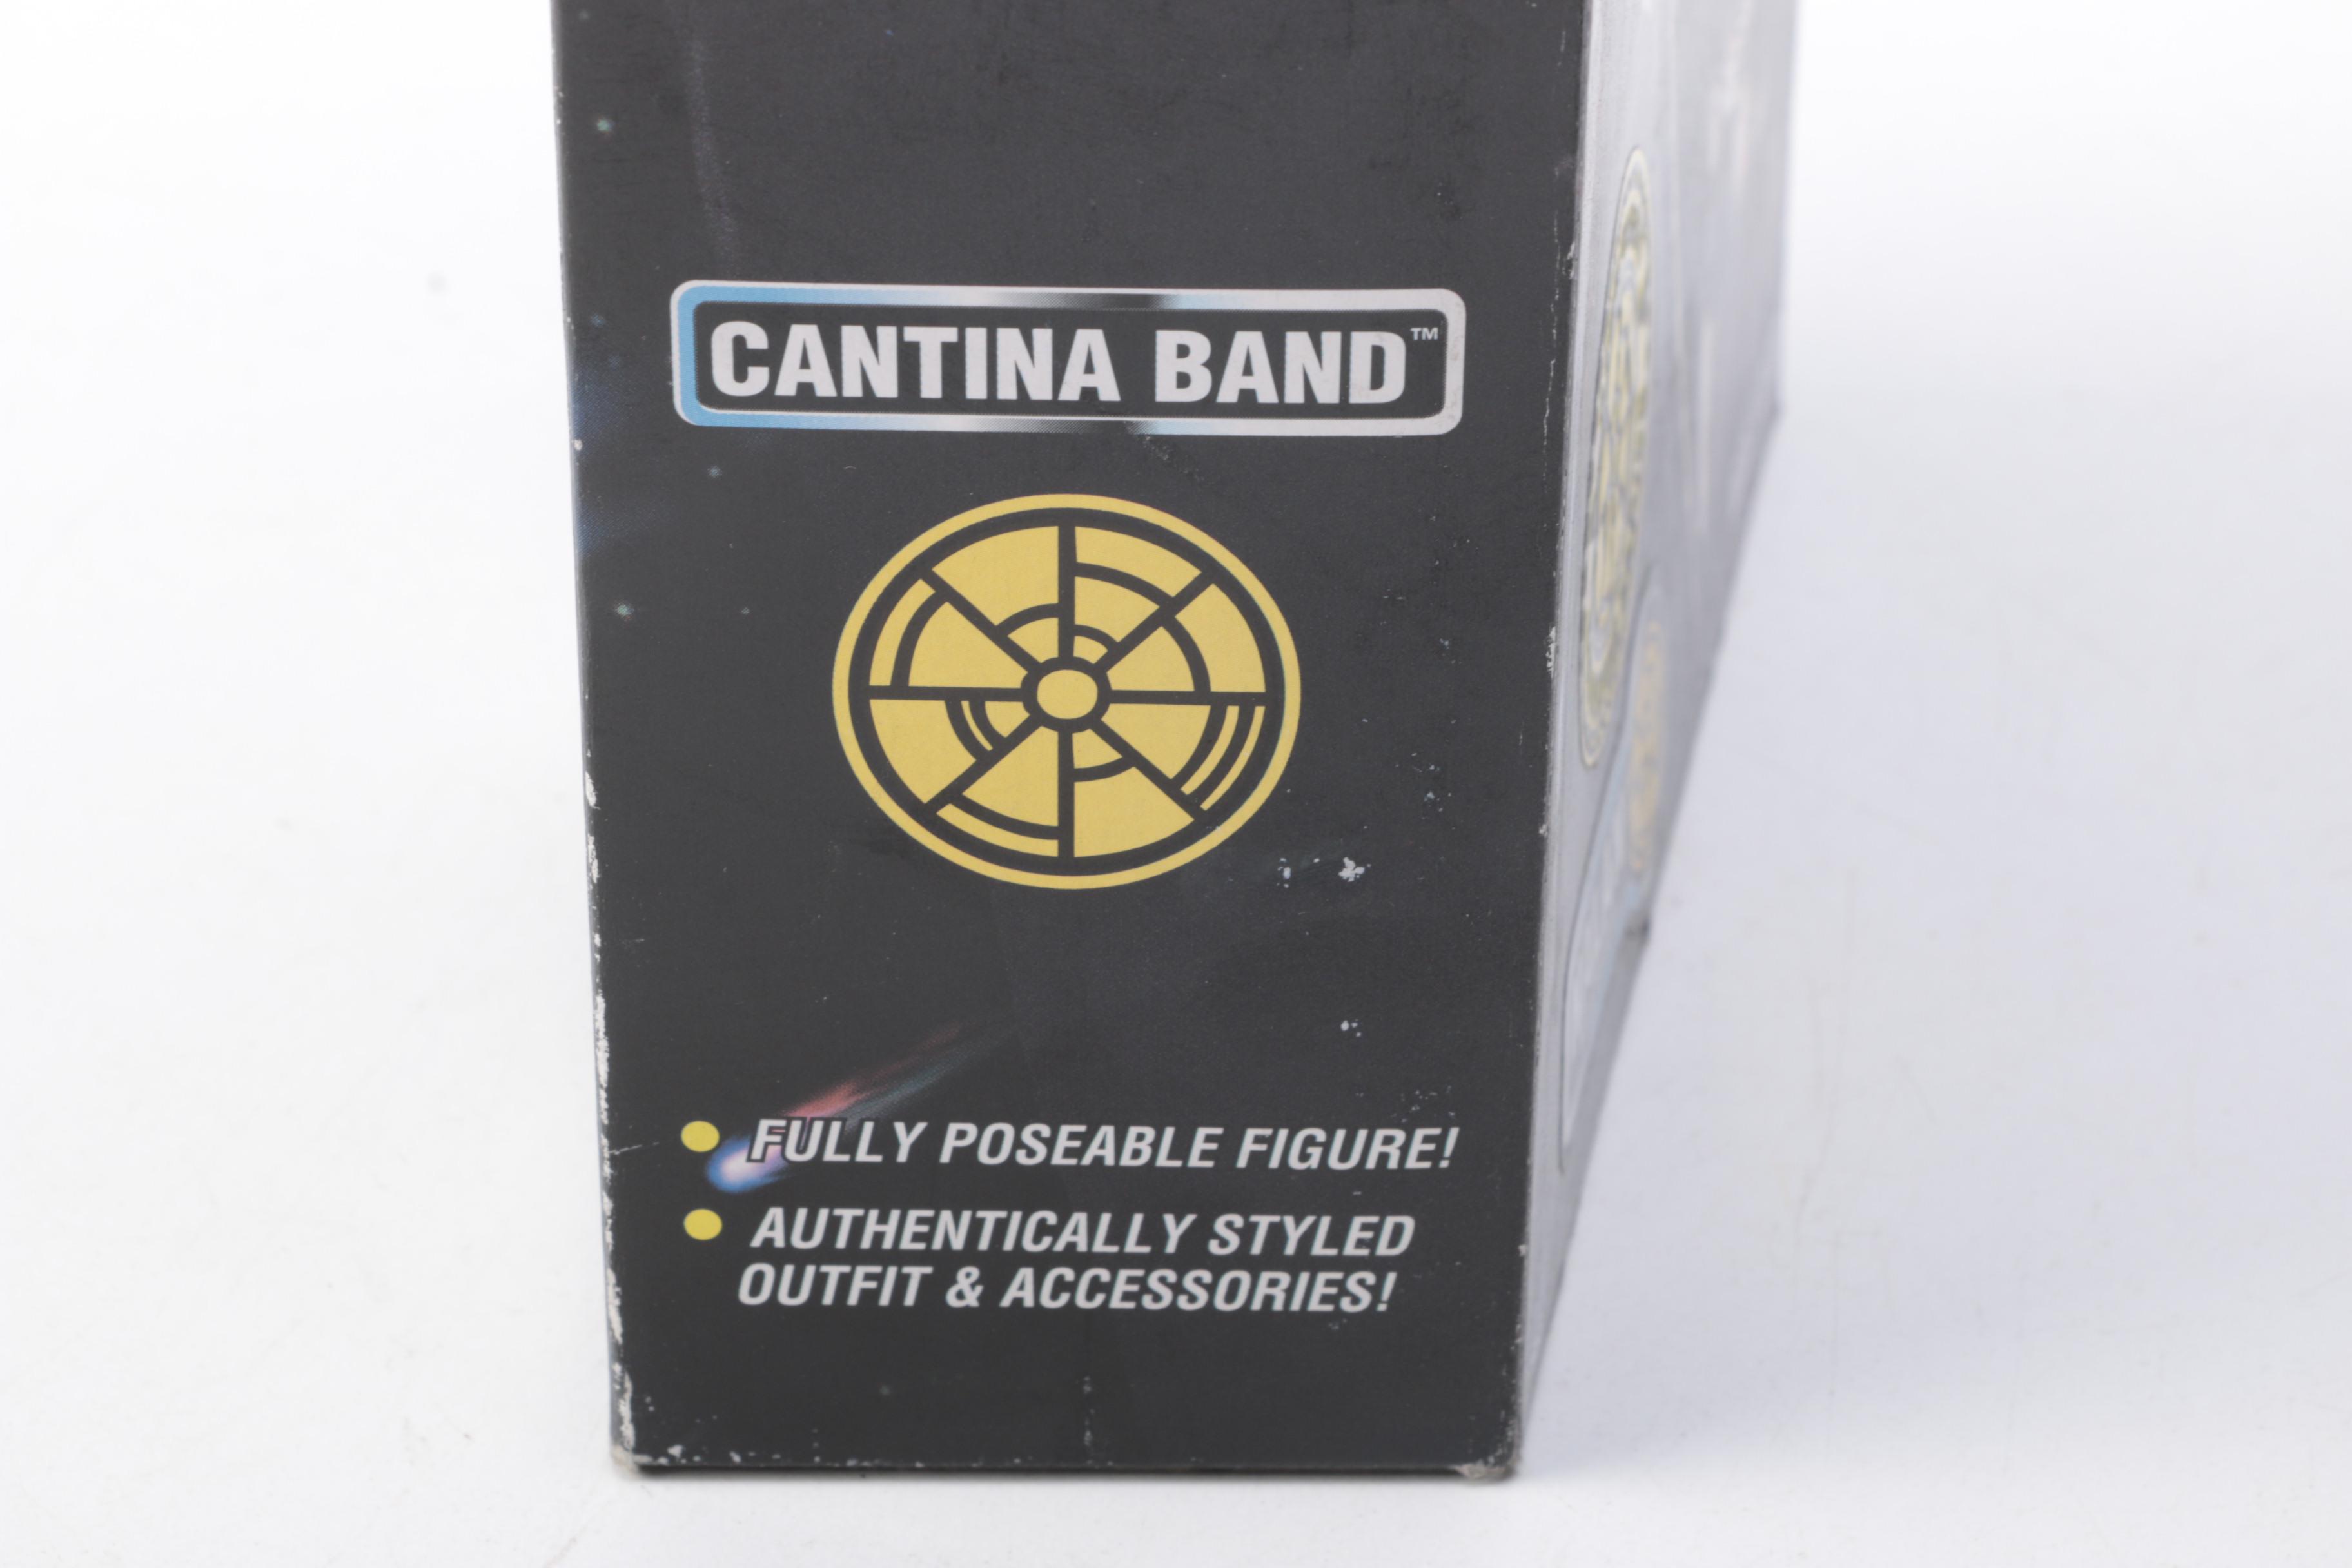 CANTINA BAND™
FULLY POSEABLE FIGURE!
AUTHENTICALLY STYLED
OUTFIT & ACCESSORIES!